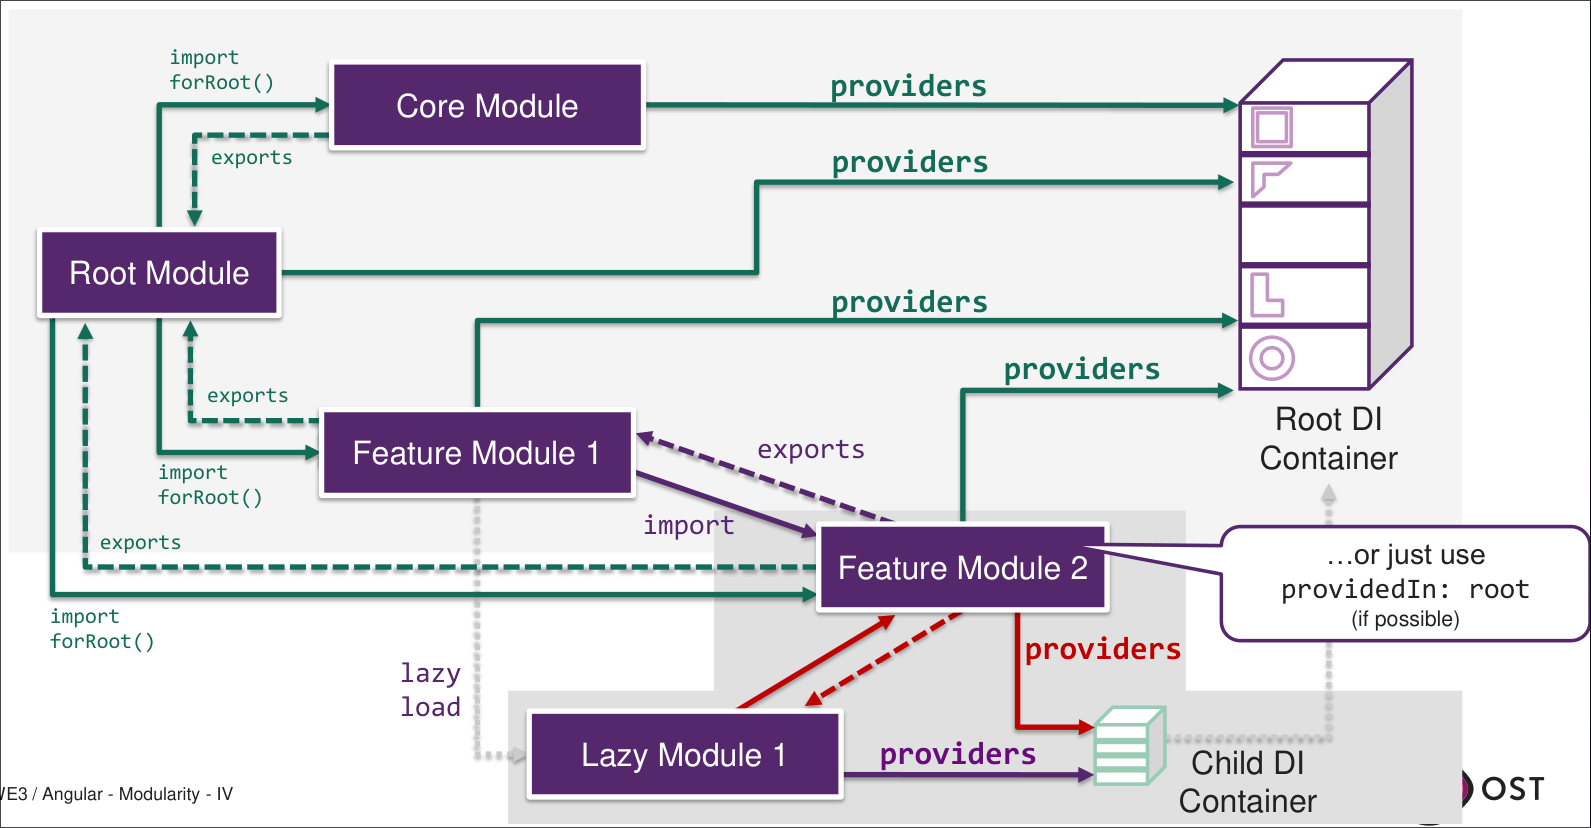 import
forRoot()
Core Module
providers
exports
providers
Root Module
providers
providers
exports
Root DI
Container
Feature Module 1
exports
import
forRoot()
import
exports
Feature Module 2
…or just use
providedIn: root
(if possible)
import
forRoot()
providers
lazy
load
Lazy Module 1
providers
Child DI
Container
/E3 / Angular - Modularity - IV
OST